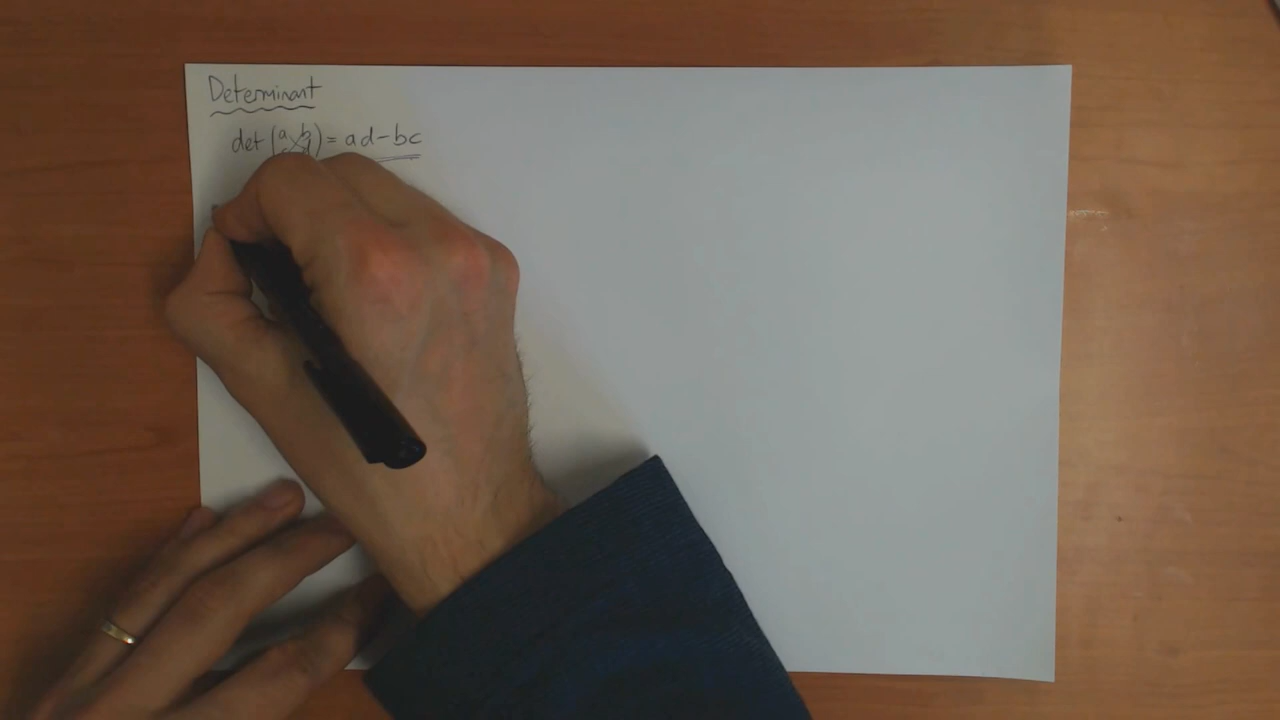 Determinant
det (a b c d) = ad-bc